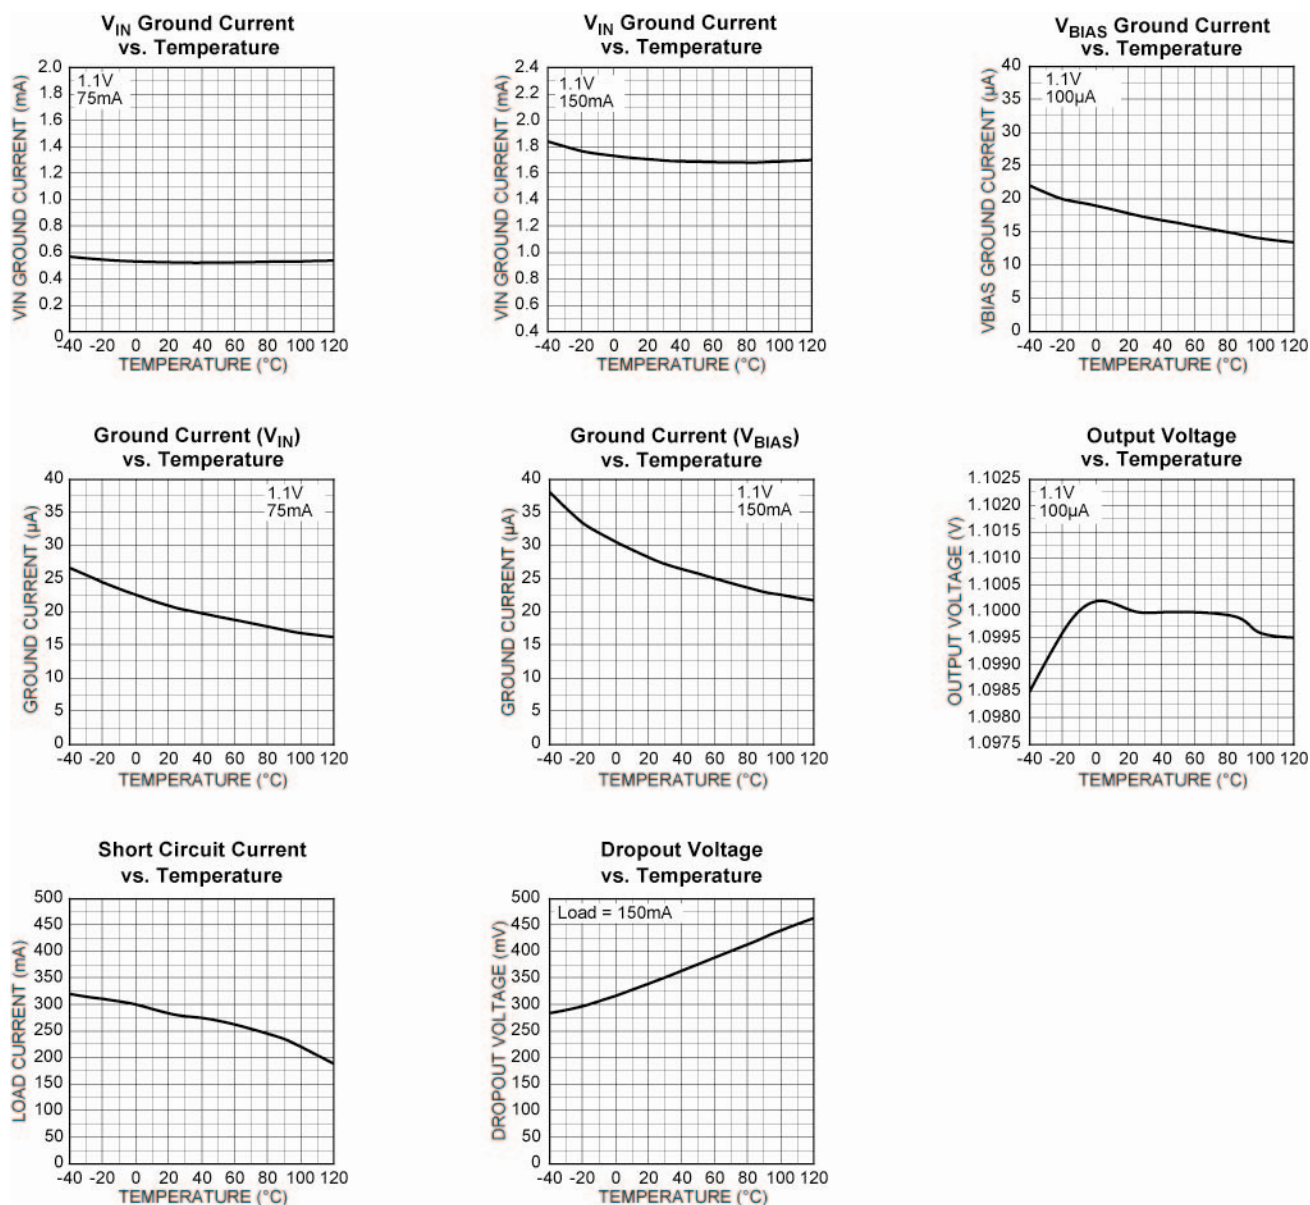 V_IN Ground Current
vs. Temperature
VIN GROUND CURRENT (mA)
2.0
1.8
1.6
1.4
1.2
1.0
0.8
0.6
0.4
0.2
0
1.1V
75mA
-40 -20 0 20 40 60 80 100 120
TEMPERATURE (°C)
V_IN Ground Current
vs. Temperature
VIN GROUND CURRENT (mA)
2.4
2.2
2.0
1.8
1.6
1.4
1.2
1.0
0.8
0.6
0.4
1.1V
150mA
-40 -20 0 20 40 60 80 100 120
TEMPERATURE (°C)
V_BIAS Ground Current
vs. Temperature
VBIAS GROUND CURRENT (µA)
40
35
30
25
20
15
10
5
0
1.1V
100µA
-40 -20 0 20 40 60 80 100 120
TEMPERATURE (°C)
Ground Current (V_IN)
vs. Temperature
GROUND CURRENT (µA)
40
35
30
25
20
15
10
5
0
1.1V
75mA
-40 -20 0 20 40 60 80 100 120
TEMPERATURE (°C)
Ground Current (V_BIAS)
vs. Temperature
GROUND CURRENT (µA)
40
35
30
25
20
15
10
5
0
1.1V
150mA
-40 -20 0 20 40 60 80 100 120
TEMPERATURE (°C)
Output Voltage
vs. Temperature
OUTPUT VOLTAGE (V)
1.1025
1.1020
1.1015
1.1010
1.1005
1.1000
1.0995
1.0990
1.0985
1.0980
1.0975
1.1V
100µA
-40 -20 0 20 40 60 80 100 120
TEMPERATURE (°C)
Short Circuit Current
vs. Temperature
LOAD CURRENT (mA)
500
450
400
350
300
250
200
150
100
50
0
-40 -20 0 20 40 60 80 100 120
TEMPERATURE (°C)
Dropout Voltage
vs. Temperature
DROPOUT VOLTAGE (mV)
500
450
400
350
300
250
200
150
100
50
0
Load = 150mA
-40 -20 0 20 40 60 80 100 120
TEMPERATURE (°C)